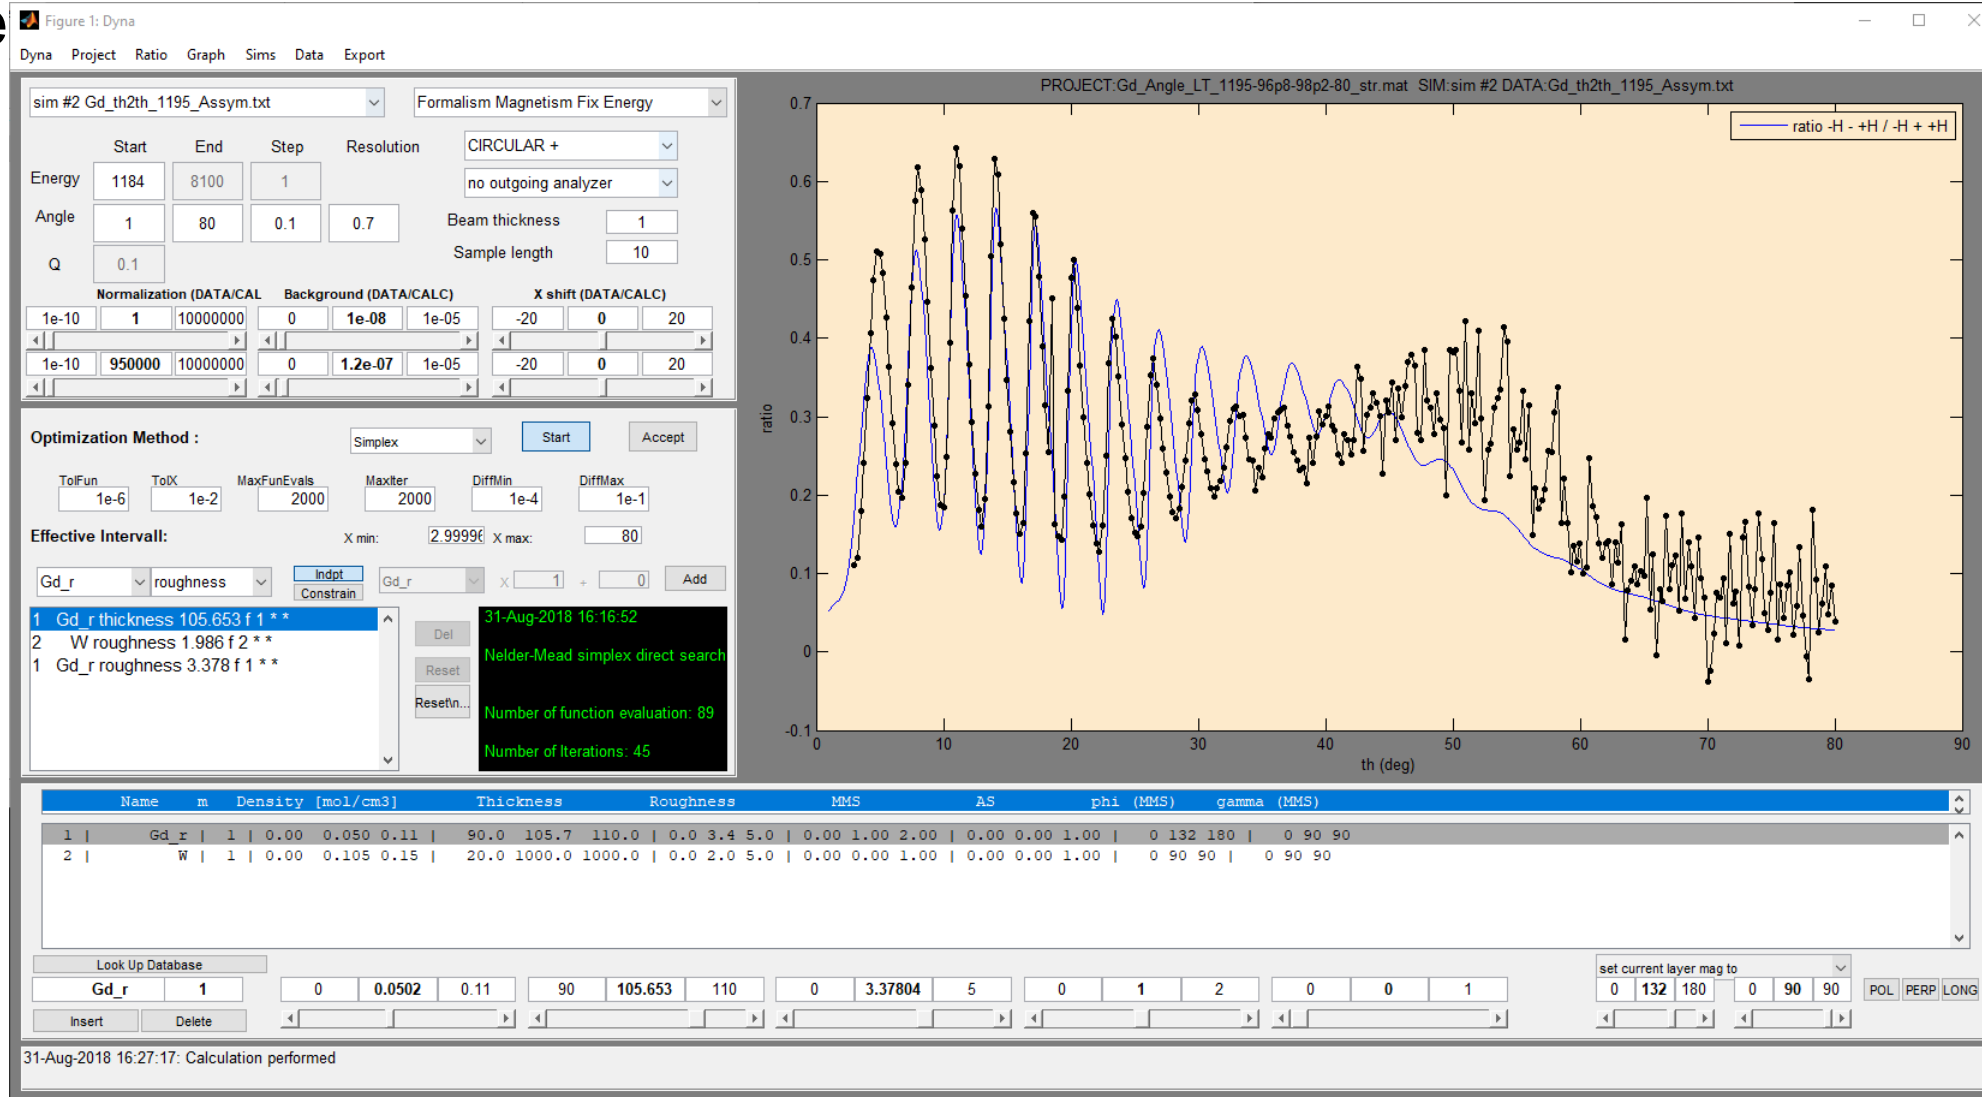 e
Figure 1: Dyna
Dyna Project Ratio Graph Sims Data Export
sim #2 Gd_th2th_1195_Assym.txt
Formalism Magnetism Fix Energy
Start End Step Resolution
CIRCULAR +
Energy 1184 8100 1
no outgoing analyzer
Angle 1 80 0.1 0.7
Beam thickness 1
Sample length 10
Q 0.1
Normalization (DATA/CAL Background (DATA/CALC) X shift (DATA/CALC)
1e-10 1 10000000 0 1e-08 1e-05 -20 0 20
1e-10 950000 10000000 0 1.2e-07 1e-05 -20 0 20
Optimization Method : Simplex Start Accept
TolFun TolX MaxFunEvals MaxIter DiffMin DiffMax
1e-6 1e-2 2000 2000 1e-4 1e-1
Effective Intervall: X min: 2.99996 X max: 80
Gd_r roughness Indpt Constrain Gd_r X 1 + 0 Add
1 Gd_r thickness 105.653 f 1 * *
2 W roughness 1.986 f 2 * *
1 Gd_r roughness 3.378 f 1 * *
Del
Reset
Reset\n...
31-Aug-2018 16:16:52
Nelder-Mead simplex direct search
Number of function evaluation: 89
Number of Iterations: 45
PROJECT:Gd_Angle_LT_1195-96p8-98p2-80_str.mat SIM:sim #2 DATA:Gd_th2th_1195_Assym.txt
ratio -H - +H / -H + +H
0.7
0.6
0.5
0.4
0.3
0.2
0.1
0
-0.1
ratio
0 10 20 30 40 50 60 70 80 90
th (deg)
Name m Density [mol/cm3] Thickness Roughness MMS AS phi (MMS) gamma (MMS)
1 | Gd_r | 1 | 0.00 0.050 0.11 | 90.0 105.7 110.0 | 0.0 3.4 5.0 | 0.00 1.00 2.00 | 0.00 0.00 1.00 | 0 132 180 | 0 90 90
2 | W | 1 | 0.00 0.105 0.15 | 20.0 1000.0 1000.0 | 0.0 2.0 5.0 | 0.00 0.00 1.00 | 0.00 0.00 1.00 | 0 90 90 | 0 90 90
Look Up Database
set current layer mag to
Gd_r 1 0 0.0502 0.11 90 105.653 110 0 3.37804 5 0 1 2 0 0 1 0 132 180 0 90 90 POL PERP LONG
Insert Delete
31-Aug-2018 16:27:17: Calculation performed